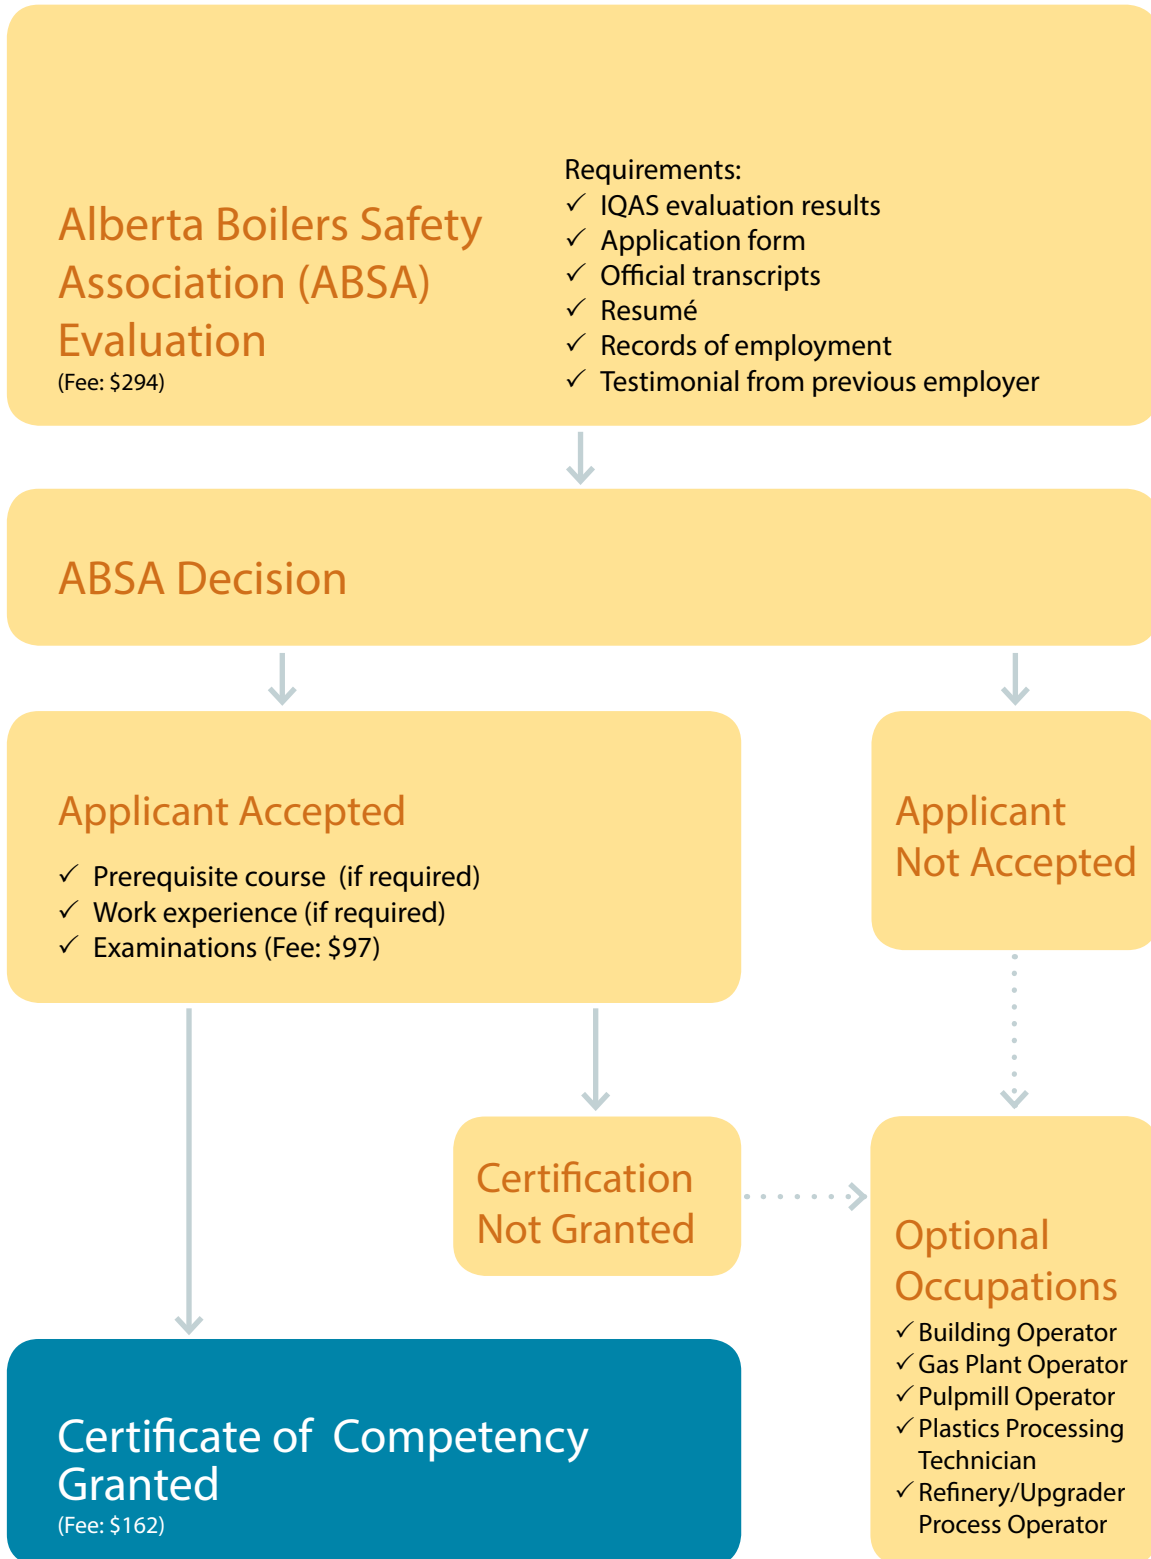 Alberta Boilers Safety
Association (ABSA)
Evaluation
(Fee: $294)
Requirements:
✓ IQAS evaluation results
✓ Application form
✓ Official transcripts
✓ Resumé
✓ Records of employment
✓ Testimonial from previous employer
ABSA Decision
Applicant Accepted
✓ Prerequisite course (if required)
✓ Work experience (if required)
✓ Examinations (Fee: $97)
Applicant
Not Accepted
Certification
Not Granted
Optional
Occupations
✓ Building Operator
✓ Gas Plant Operator
✓ Pulpmill Operator
✓ Plastics Processing
Technician
✓ Refinery/Upgrader
Process Operator
Certificate of Competency
Granted
(Fee: $162)